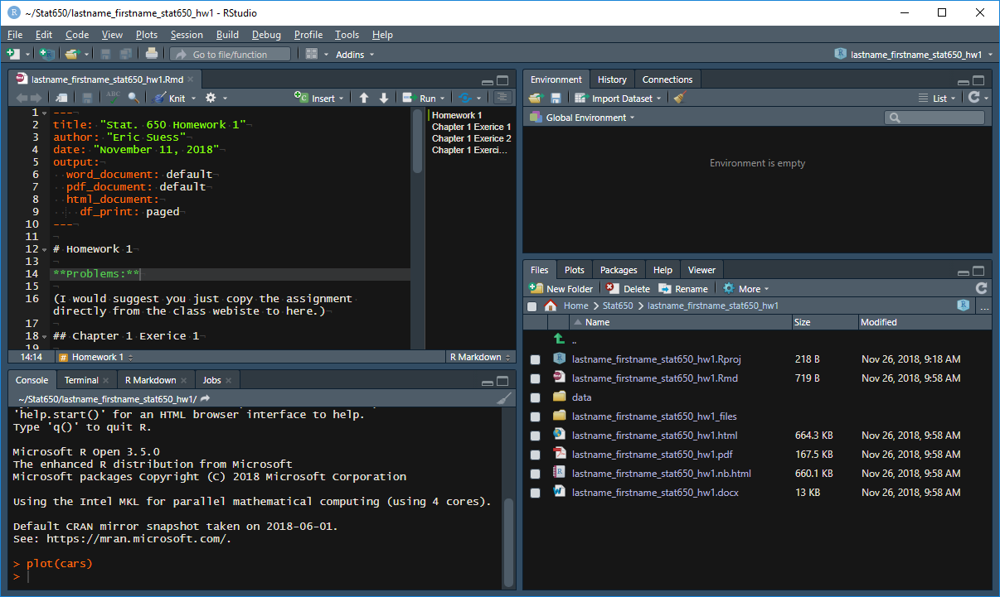 ~/Stat650/lastname_firstname_stat650_hw1 - RStudio
File Edit Code View Plots Session Build Debug Profile Tools Help
Go to file/function Addins lastname_firstname_stat650_hw1
lastname_firstname_stat650_hw1.Rmd
ABC Knit Insert Run
1 ---
2 title: "Stat. 650 Homework 1"
3 author: "Eric Suess"
4 date: "November 11, 2018"
5 output:
6 word_document: default
7 pdf_document: default
8 html_document:
9 df_print: paged
10 ---
11
12 # Homework 1
13
14 **Problems:**
15
16 (I would suggest you just copy the assignment
directly from the class webiste to here.)
17
18 ## Chapter 1 Exerice 1
19
Homework 1
Chapter 1 Exerice 1
Chapter 1 Exerice 2
Chapter 1 Exerci...
14:14 # Homework 1 R Markdown
Console Terminal R Markdown Jobs
~/Stat650/lastname_firstname_stat650_hw1/
'help.start()' for an HTML browser interface to help.
Type 'q()' to quit R.
Microsoft R Open 3.5.0
The enhanced R distribution from Microsoft
Microsoft packages Copyright (C) 2018 Microsoft Corporation
Using the Intel MKL for parallel mathematical computing (using 4 cores).
Default CRAN mirror snapshot taken on 2018-06-01.
See: https://mran.microsoft.com/.
> plot(cars)
>
Environment History Connections
Import Dataset List
Global Environment
Environment is empty
Files Plots Packages Help Viewer
New Folder Delete Rename More
Home Stat650 lastname_firstname_stat650_hw1 ...
Name Size Modified
..
lastname_firstname_stat650_hw1.Rproj 218 B Nov 26, 2018, 9:18 AM
lastname_firstname_stat650_hw1.Rmd 719 B Nov 26, 2018, 9:58 AM
data
lastname_firstname_stat650_hw1_files
lastname_firstname_stat650_hw1.html 664.3 KB Nov 26, 2018, 9:58 AM
lastname_firstname_stat650_hw1.pdf 167.5 KB Nov 26, 2018, 9:58 AM
lastname_firstname_stat650_hw1.nb.html 660.1 KB Nov 26, 2018, 9:58 AM
lastname_firstname_stat650_hw1.docx 13 KB Nov 26, 2018, 9:58 AM